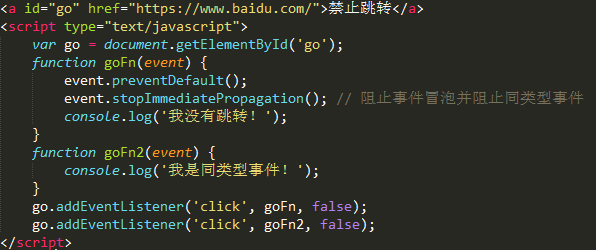 <a id="go" href="https://www.baidu.com/">禁止跳转</a>
<script type="text/javascript">
    var go = document.getElementById('go');
    function goFn(event) {
        event.preventDefault();
        event.stopImmediatePropagation(); // 阻止事件冒泡并阻止同类型事件
        console.log('我没有跳转！');
    }
    function goFn2(event) {
        console.log('我是同类型事件！');
    }
    go.addEventListener('click', goFn, false);
    go.addEventListener('click', goFn2, false);
</script>